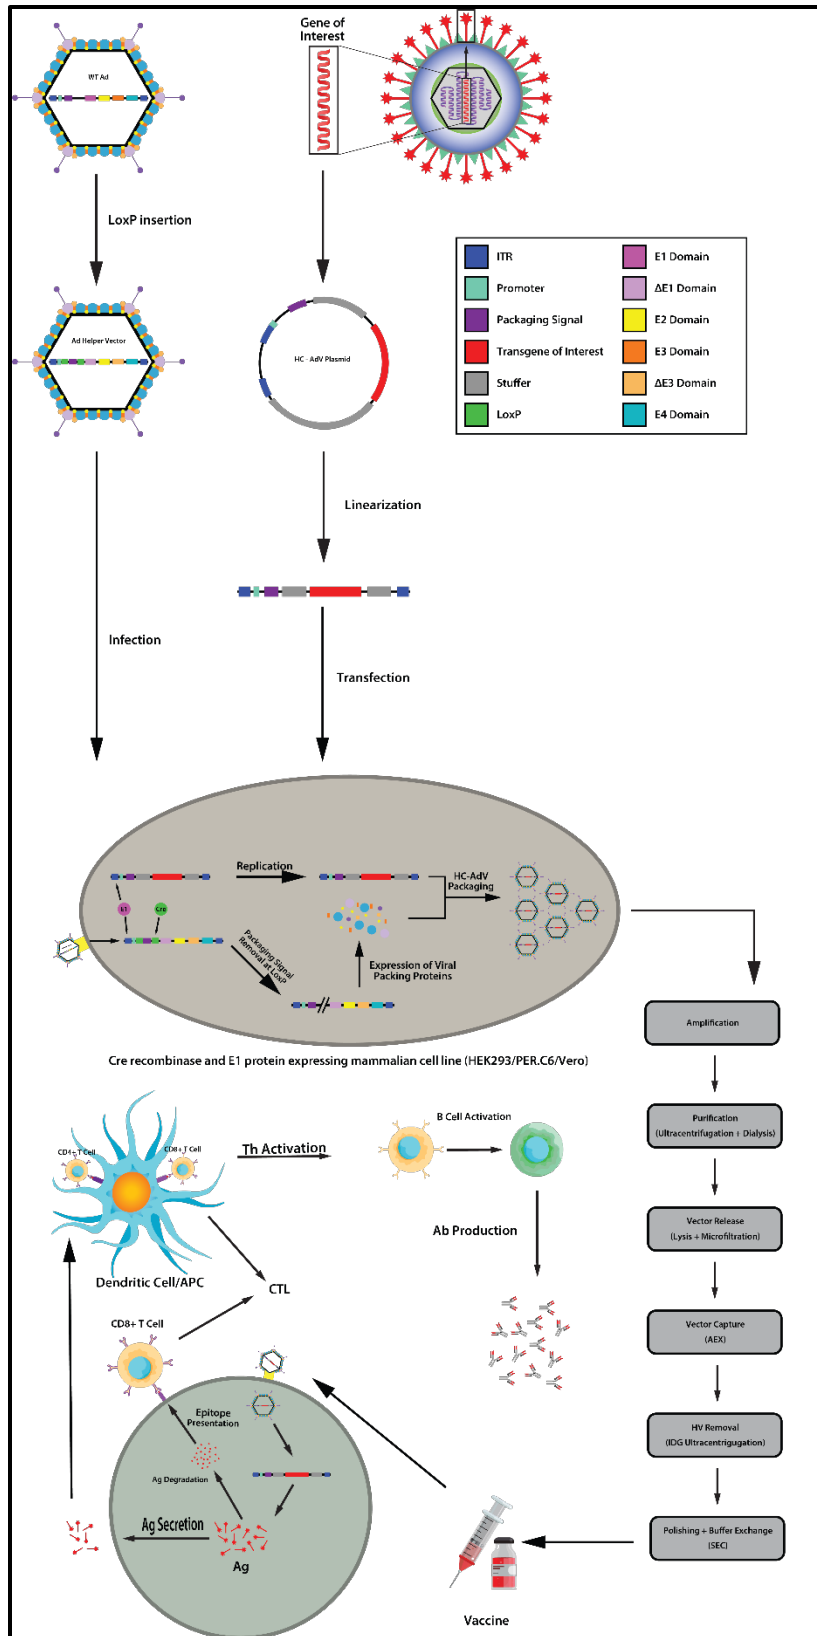 Gene of
Interest
WT Ad
LoxP insertion
ITR
Promoter
Packaging Signal
Transgene of Interest
Stuffer
LoxP
E1 Domain
ΔE1 Domain
E2 Domain
E3 Domain
ΔE3 Domain
E4 Domain
Ad Helper Vector
HC - AdV Plasmid
Linearization
Infection
Transfection
Replication
HC-AdV
Packaging
E1
Cre
Packaging Signal
Removal at LoxP
Expression of Viral
Packing Proteins
Cre recombinase and E1 protein expressing mammalian cell line (HEK293/PER.C6/Vero)
Amplification
Purification
(Ultracentrifugation + Dialysis)
Vector Release
(Lysis + Microfiltration)
Vector Capture
(AEX)
HV Removal
(IDG Ultracentrigugation)
Polishing + Buffer Exchange
(SEC)
CD4+ T Cell
CD8+ T Cell
Th Activation
B Cell Activation
Ab Production
Dendritic Cell/APC
CTL
CD8+ T Cell
Epitope
Presentation
Ag Degradation
Ag Secretion
Ag
Vaccine